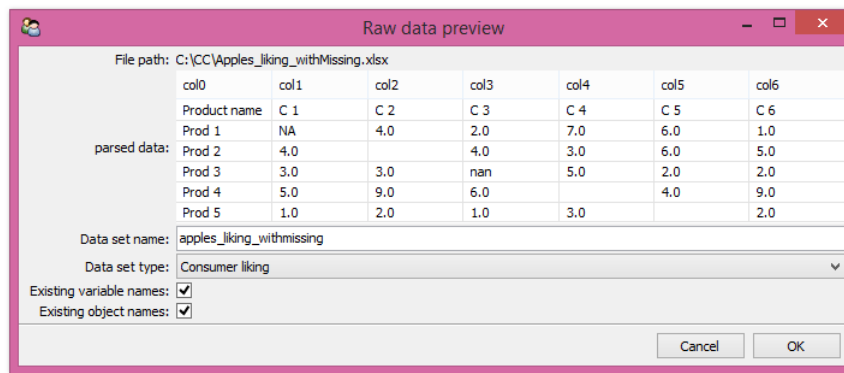 Raw data preview
File path: C:\CC\Apples_liking_withMissing.xlsx
col0 col1 col2 col3 col4 col5 col6
Product name C 1 C 2 C 3 C 4 C 5 C 6
Prod 1 NA 4.0 2.0 7.0 6.0 1.0
parsed data: Prod 2 4.0 4.0 3.0 6.0 5.0
Prod 3 3.0 3.0 nan 5.0 2.0 2.0
Prod 4 5.0 9.0 6.0 4.0 9.0
Prod 5 1.0 2.0 1.0 3.0 2.0
Data set name: apples_liking_withmissing
Data set type: Consumer liking
Existing variable names:
Existing object names:
Cancel OK